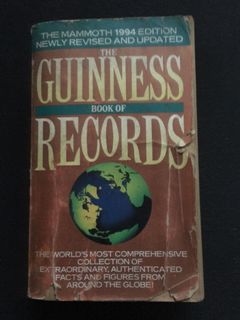 THE MAMMOTH 1994 EDITION
NEWLY REVISED AND UPDATED
THE
GUINNESS
BOOK OF
RECORDS
THE WORLD'S MOST COMPREHENSIVE
COLLECTION OF
EXTRAORDINARY, AUTHENTICATED
FACTS AND FIGURES FROM
AROUND THE GLOBE!